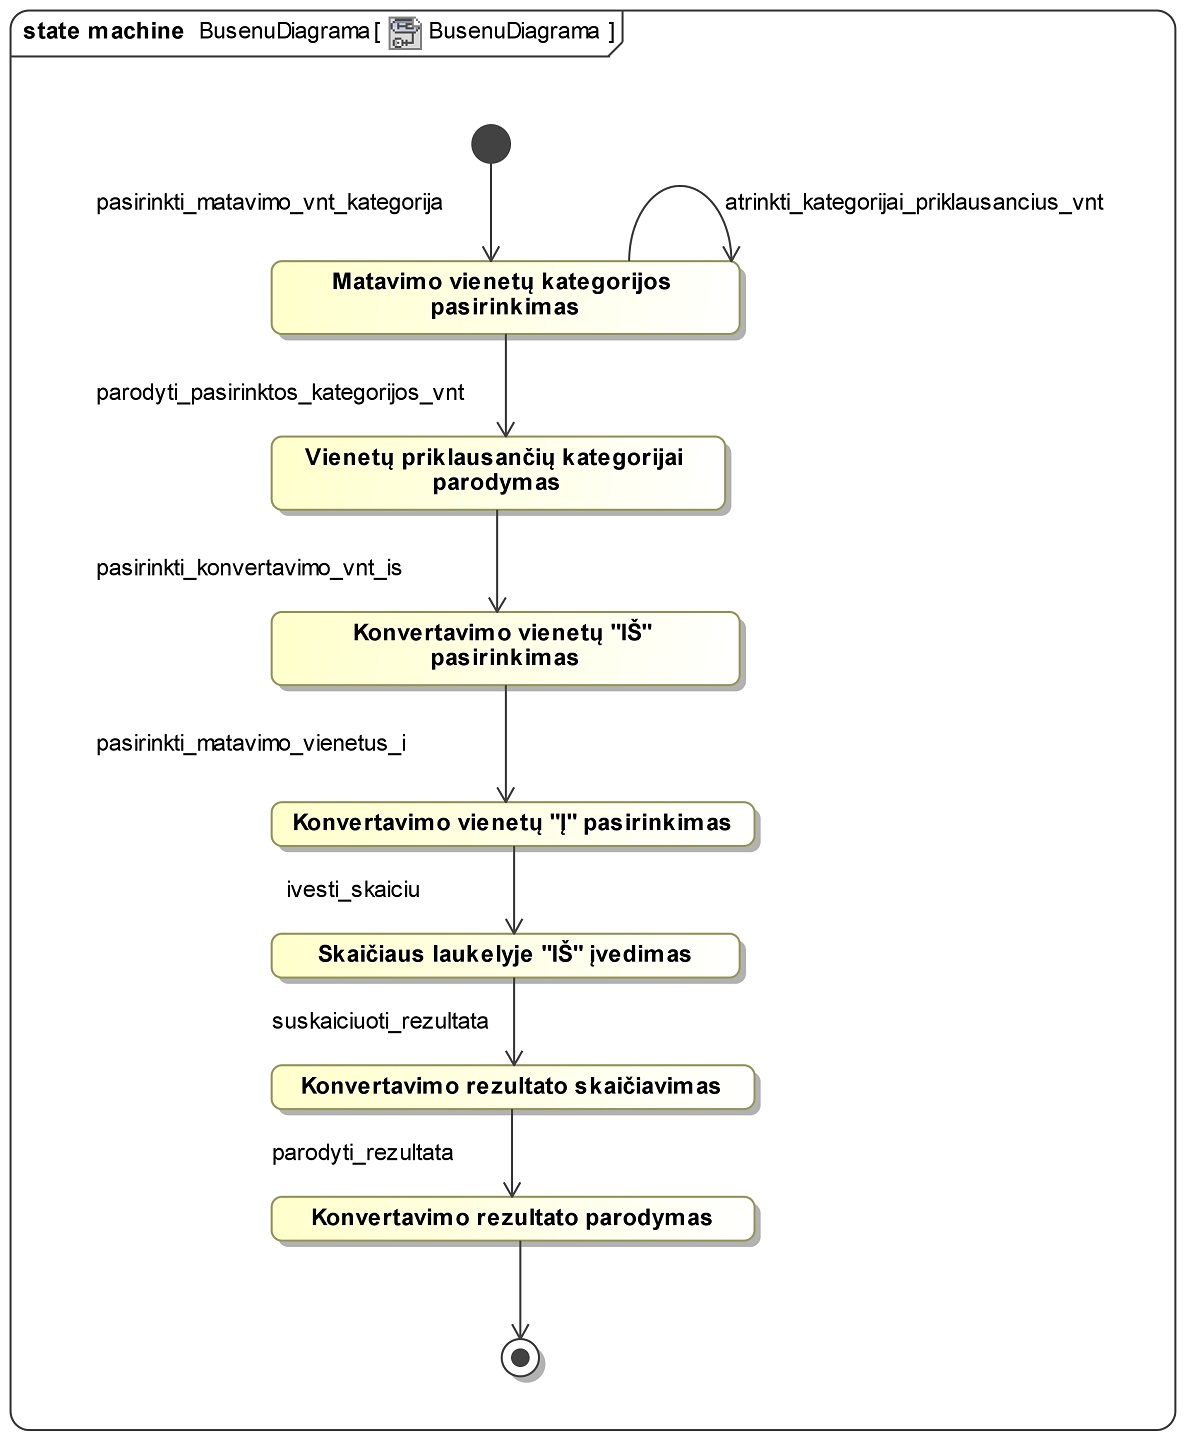 state machine BusenuDiagrama [ BusenuDiagrama ]
pasirinkti_matavimo_vnt_kategorija
atrinkti_kategorijai_priklausancius_vnt
Matavimo vienetų kategorijos
pasirinkimas
parodyti_pasirinktos_kategorijos_vnt
Vienetų priklausančių kategorijai
parodymas
pasirinkti_konvertavimo_vnt_is
Konvertavimo vienetų "IŠ"
pasirinkimas
pasirinkti_matavimo_vienetus_i
Konvertavimo vienetų "Į" pasirinkimas
ivesti_skaiciu
Skaičiaus laukelyje "IŠ" įvedimas
suskaiciuoti_rezultata
Konvertavimo rezultato skaičiavimas
parodyti_rezultata
Konvertavimo rezultato parodymas